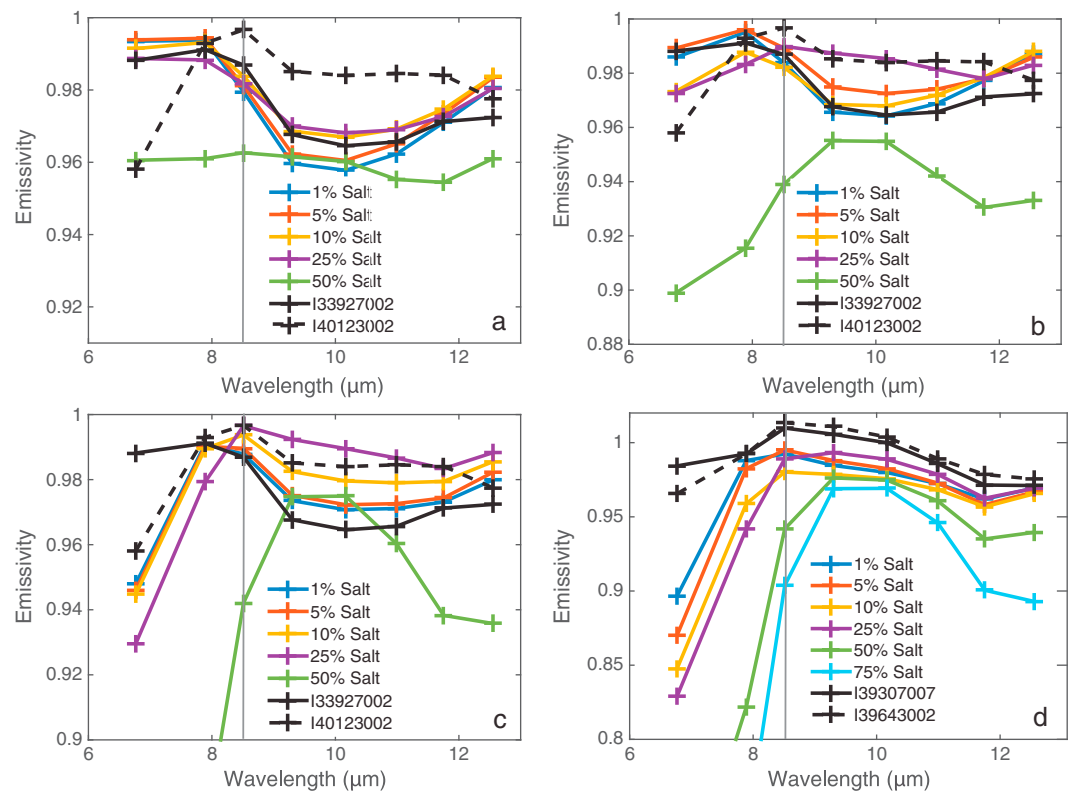 1
0.98
0.96
0.94
0.92
Emissivity
1% Salt
5% Salt
10% Salt
25% Salt
50% Salt
I33927002
I40123002
a
6
8
10
12
Wavelength (µm)
1
0.98
0.96
0.94
0.92
0.9
0.88
Emissivity
1% Salt
5% Salt
10% Salt
25% Salt
50% Salt
I33927002
I40123002
b
6
8
10
12
Wavelength (µm)
1
0.98
0.96
0.94
0.92
0.9
Emissivity
1% Salt
5% Salt
10% Salt
25% Salt
50% Salt
I33927002
I40123002
c
6
8
10
12
Wavelength (µm)
1
0.95
0.9
0.85
0.8
Emissivity
1% Salt
5% Salt
10% Salt
25% Salt
50% Salt
75% Salt
I39307007
I39643002
d
6
8
10
12
Wavelength (µm)